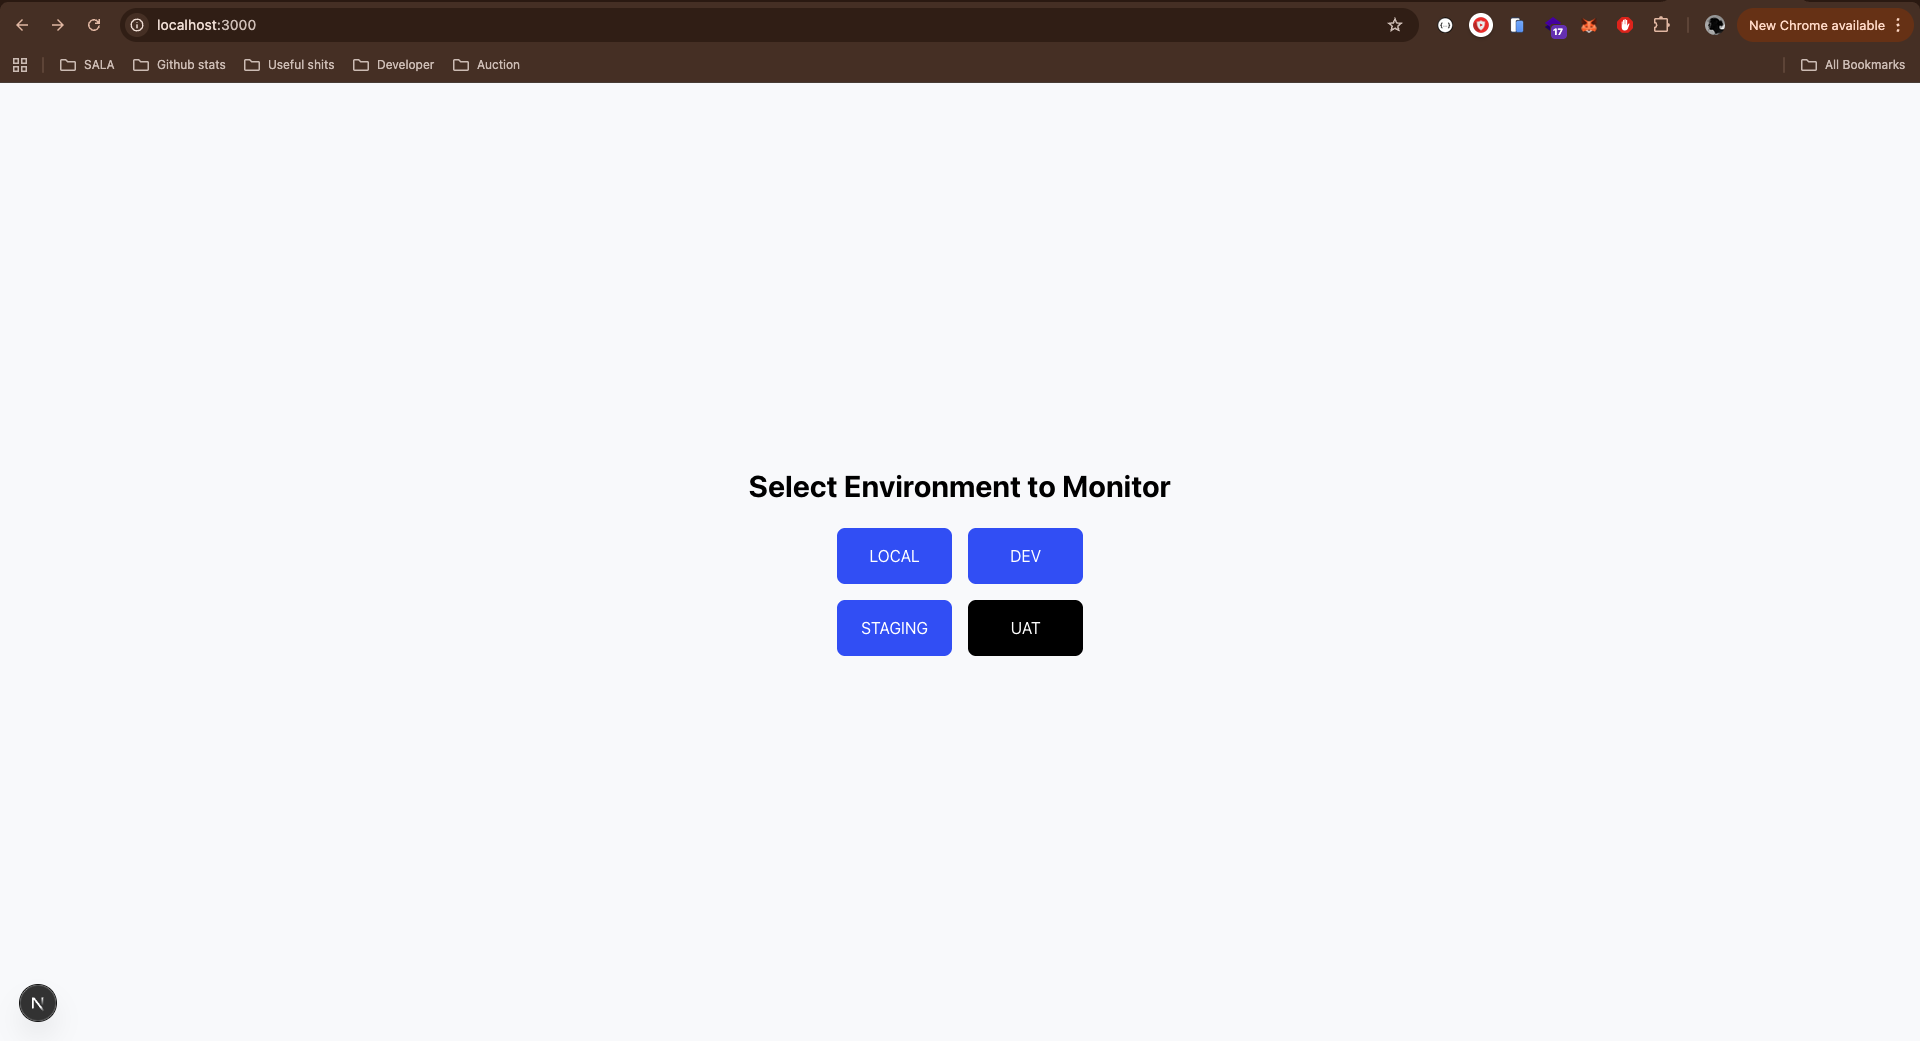 localhost:3000
17
New Chrome available
SALA
Github stats
Useful shits
Developer
Auction
All Bookmarks
Select Environment to Monitor
LOCAL
DEV
STAGING
UAT
N